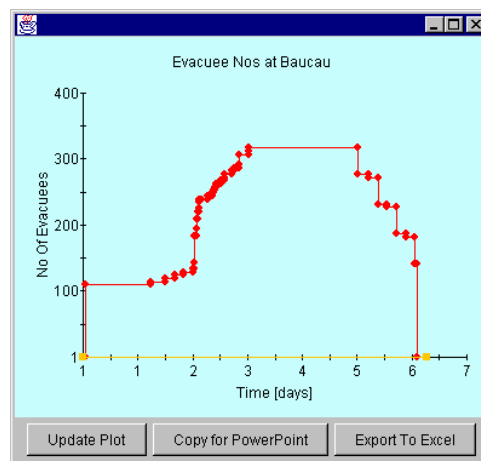 Evacuee Nos at Baucau
400
300
200
100
1
No Of Evacuees
1 2 3 4 5 6 7
Time [days]
Update Plot Copy for PowerPoint Export To Excel